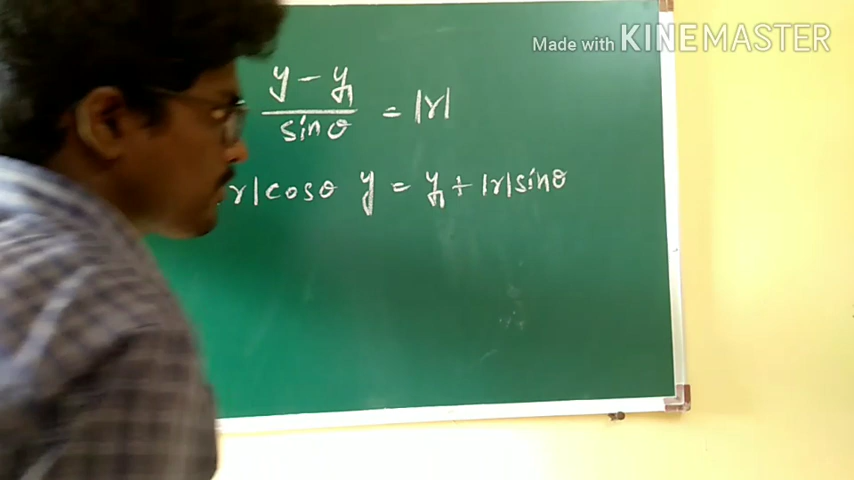 Made with KINEMASTER
y - y₁
sinθ
= |r|
r|cosθ y = y₁ + |r|sinθ